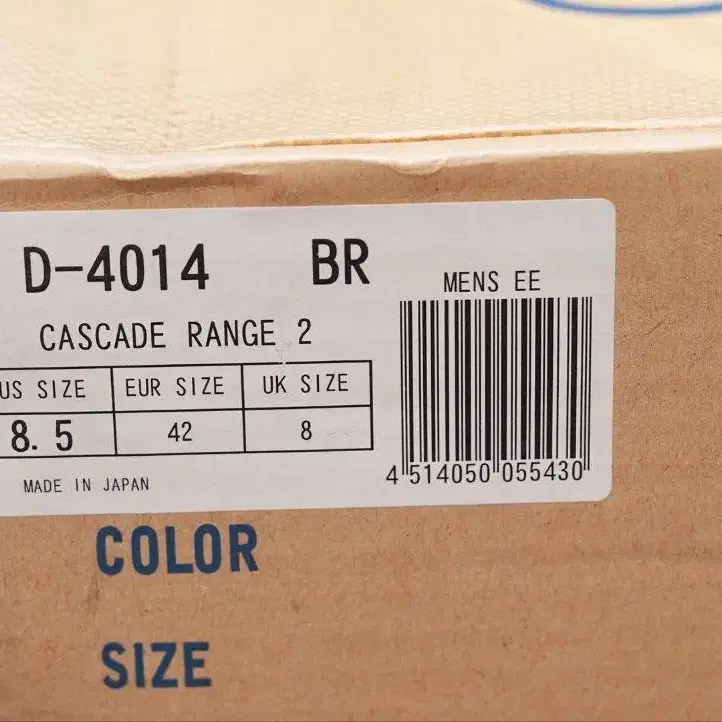 D-4014 BR
MENS EE
CASCADE RANGE 2
US SIZE EUR SIZE UK SIZE
8.5 42 8
4 514050 055430
MADE IN JAPAN
COLOR
SIZE